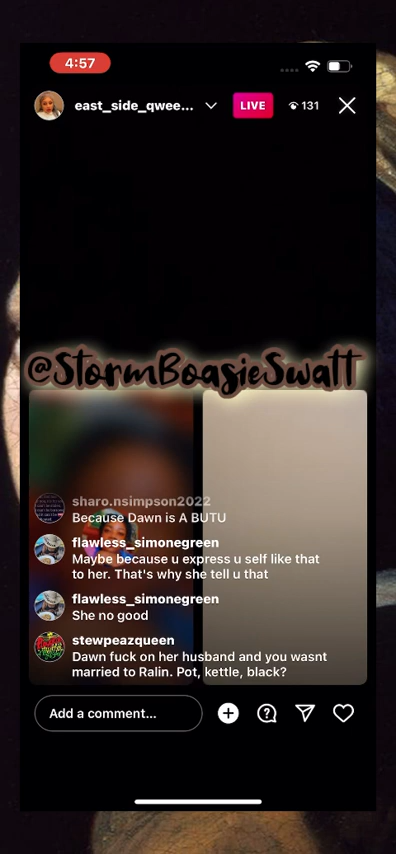 4:57
east_side_qwee...
LIVE
131
@StormBoasieSwatt
sharo.nsimpson2022
Because Dawn is A BUTU
flawless_simonegreen
Maybe because u express u self like that
to her. That's why she tell u that
flawless_simonegreen
She no good
stewpeazqueen
Dawn fuck on her husband and you wasnt
married to Ralin. Pot, kettle, black?
Add a comment...